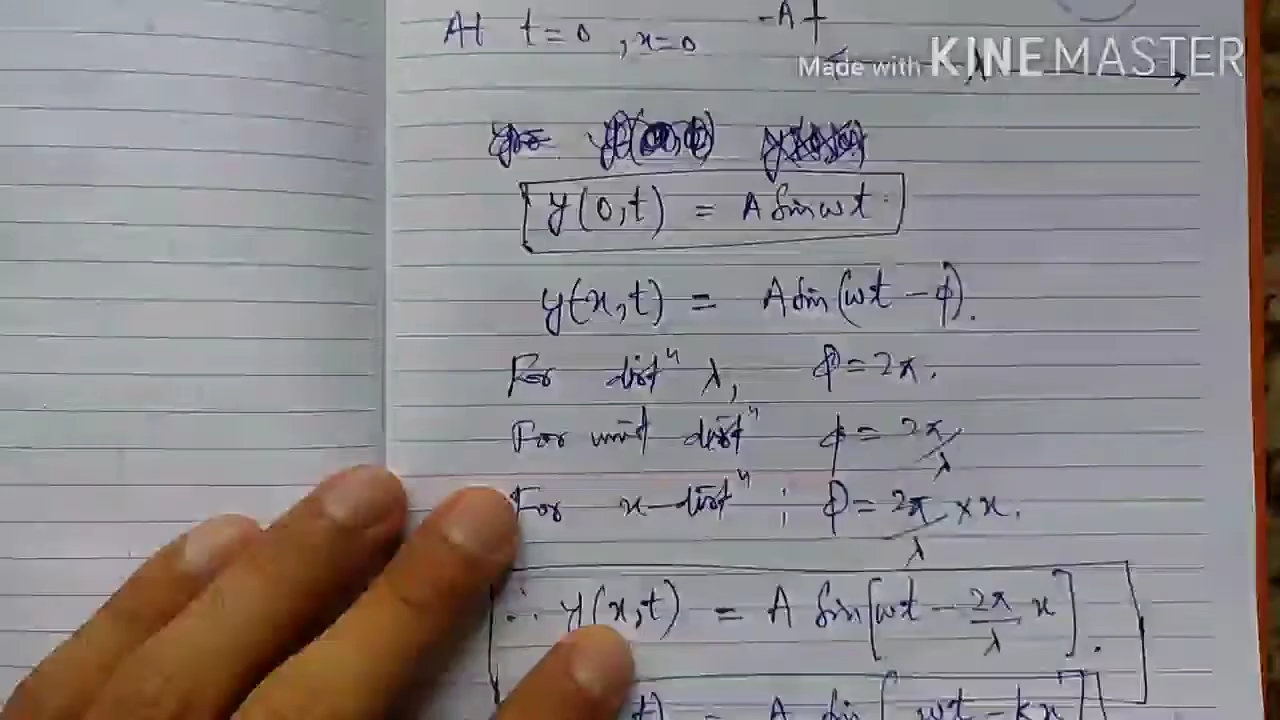 At t=0, x=0
-A
Made with KINEMASTER
λ
y(0,t) = A sin ωt.
y(x,t) = A sin(ωt - ϕ).
For distⁿ λ, ϕ = 2π.
For unit distⁿ ϕ = 2π/λ
For x-distⁿ ; ϕ = 2π/λ × x.
∴ y(x,t) = A sin[ωt - 2π/λ x].
t) = A sin[ωt - kx]